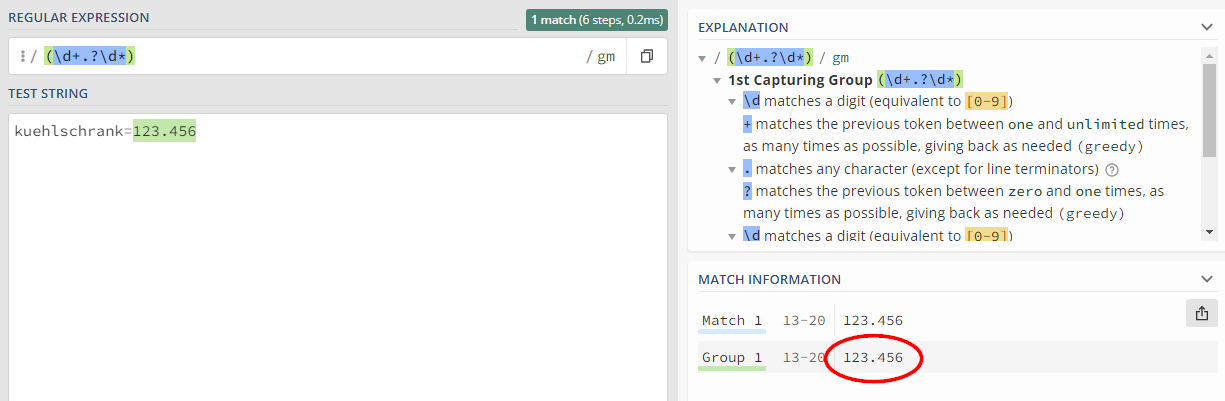 REGULAR EXPRESSION
1 match (6 steps, 0.2ms)
/ (\d+.?\d*) / gm
TEST STRING
kuehlschrank=123.456
EXPLANATION
/ (\d+.?\d*) / gm
1st Capturing Group (\d+.?\d*)
\d matches a digit (equivalent to [0-9])
+ matches the previous token between one and unlimited times,
as many times as possible, giving back as needed (greedy)
. matches any character (except for line terminators) ?
? matches the previous token between zero and one times, as
many times as possible, giving back as needed (greedy)
\d matches a digit (equivalent to [0-9])
MATCH INFORMATION
Match 1 13-20 123.456
Group 1 13-20 123.456